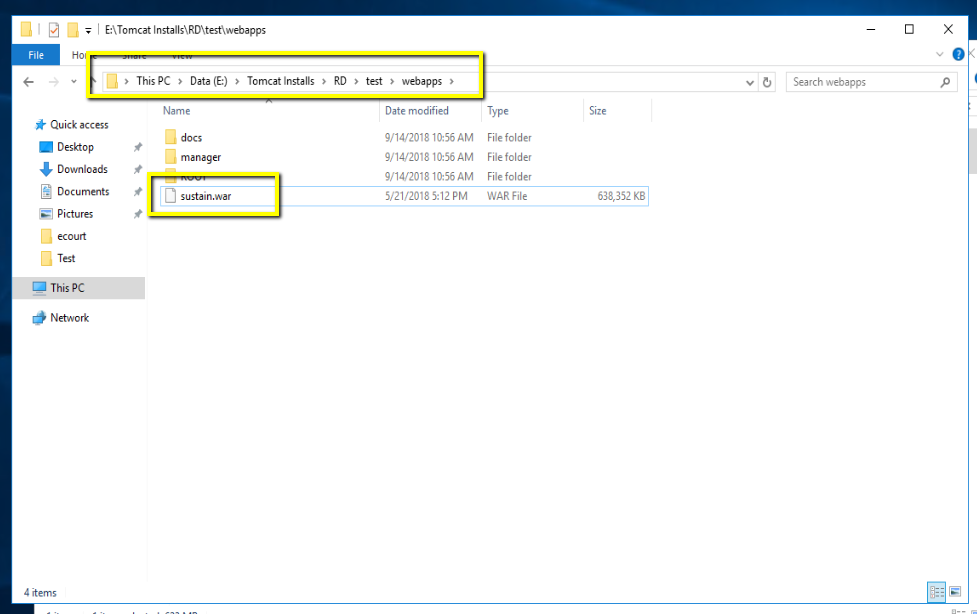 E:\Tomcat Installs\RD\test\webapps
File Home Share View
This PC > Data (E:) > Tomcat Installs > RD > test > webapps >
Search webapps
Name Date modified Type Size
Quick access
Desktop
Downloads
Documents
Pictures
ecourt
Test
This PC
Network
docs 9/14/2018 10:56 AM File folder
manager 9/14/2018 10:56 AM File folder
ROOT 9/14/2018 10:56 AM File folder
sustain.war 5/21/2018 5:12 PM WAR File 638,352 KB
4 items